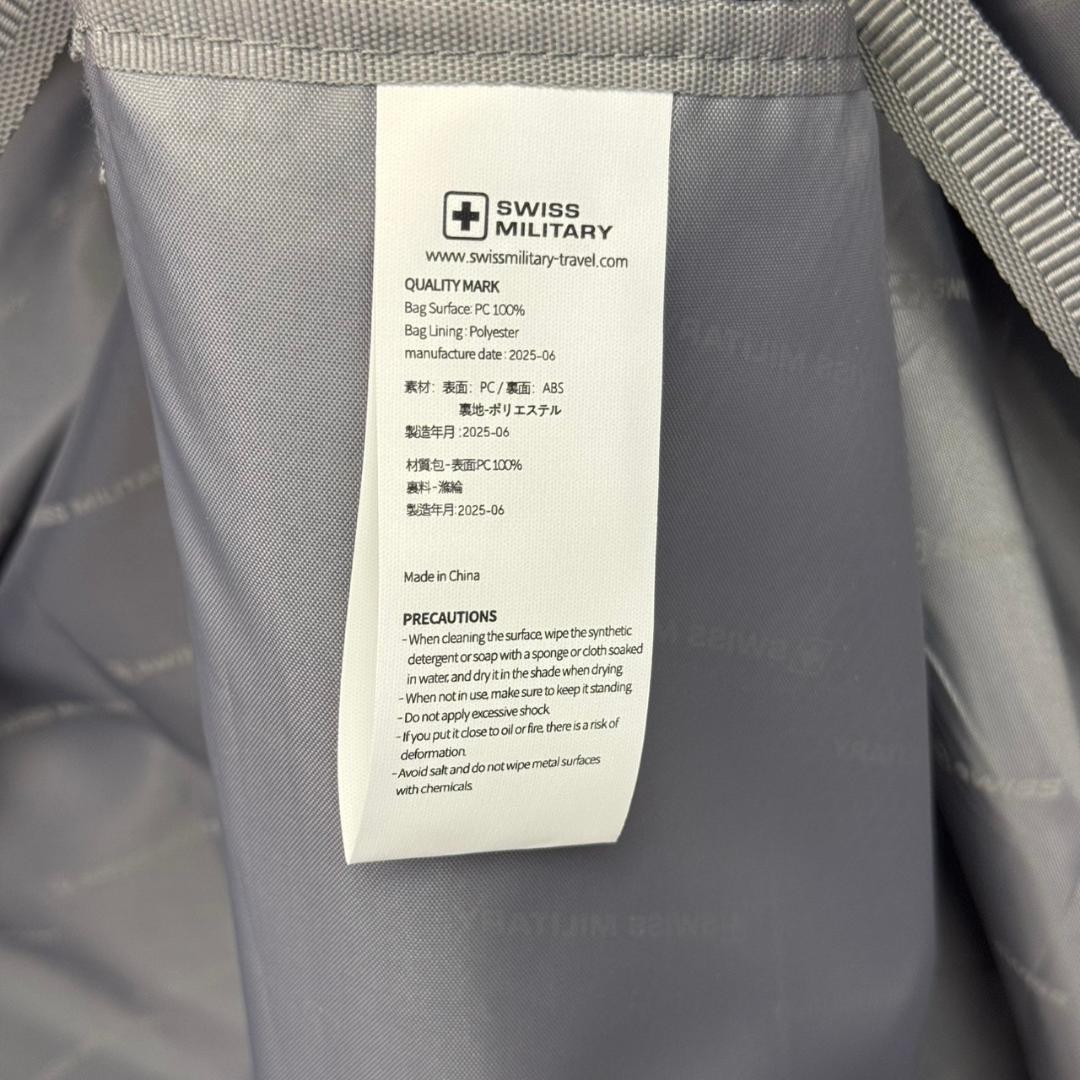 SWISS
MILITARY
www.swissmilitary-travel.com
QUALITY MARK
Bag Surface: PC 100%
Bag Lining : Polyester
manufacture date : 2025-06
素材: 表面: PC / 裏面: ABS
裏地-ポリエステル
製造年月 :2025-06
材質:包-表面PC100%
裏料-滌綸
製造年月:2025-06
Made in China
PRECAUTIONS
-When cleaning the surface, wipe the synthetic
detergent or soap with a sponge or cloth soaked
in water, and dry it in the shade when drying.
-When not in use, make sure to keep it standing.
-Do not apply excessive shock.
-If you put it close to oil or fire, there is a risk of
deformation.
-Avoid salt and do not wipe metal surfaces
with chemicals.
SWISS MILITARY